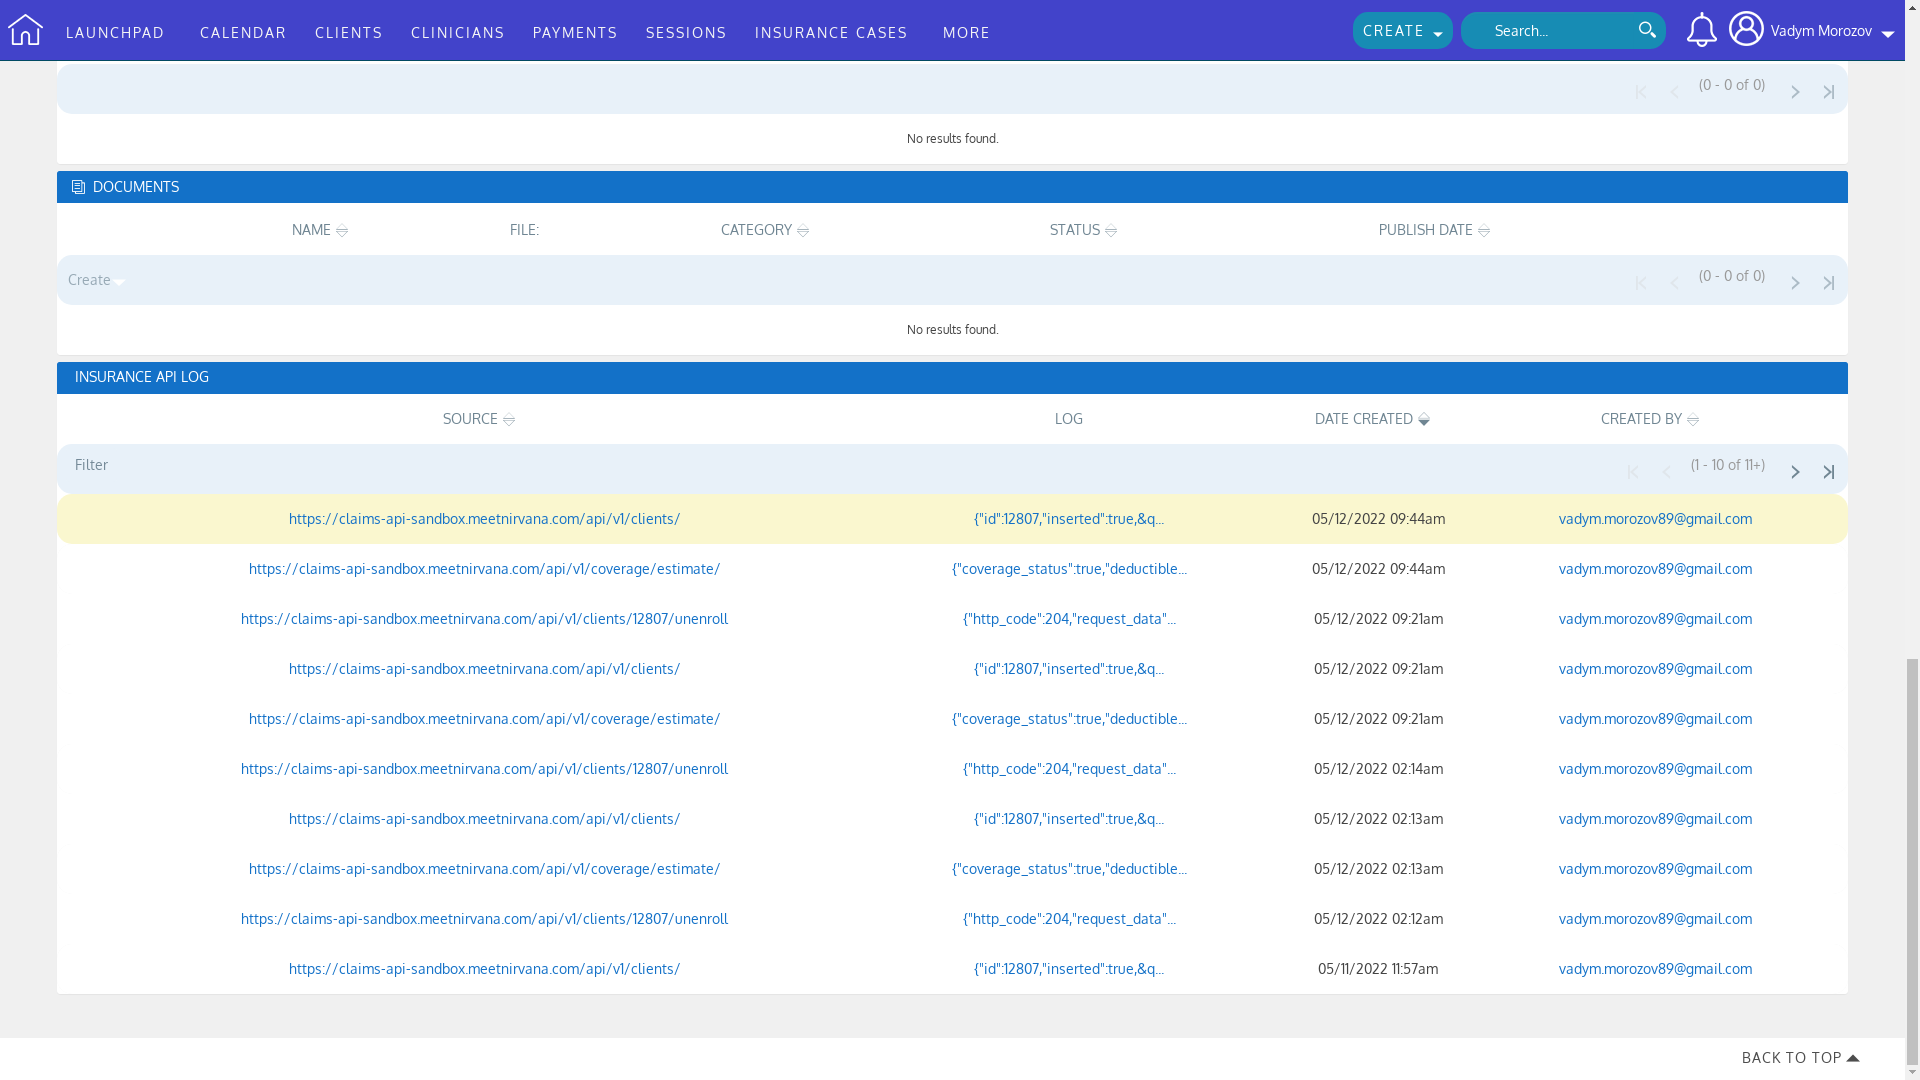 LAUNCHPAD CALENDAR CLIENTS CLINICIANS PAYMENTS SESSIONS INSURANCE CASES MORE CREATE Search... Vadym Morozov
(0 - 0 of 0)
No results found.
DOCUMENTS
NAME FILE: CATEGORY STATUS PUBLISH DATE
Create (0 - 0 of 0)
No results found.
INSURANCE API LOG
SOURCE LOG DATE CREATED CREATED BY
Filter (1 - 10 of 11+)
https://claims-api-sandbox.meetnirvana.com/api/v1/clients/ {"id":12807,"inserted":true,&q... 05/12/2022 09:44am vadym.morozov89@gmail.com
https://claims-api-sandbox.meetnirvana.com/api/v1/coverage/estimate/ {"coverage_status":true,"deductible... 05/12/2022 09:44am vadym.morozov89@gmail.com
https://claims-api-sandbox.meetnirvana.com/api/v1/clients/12807/unenroll {"http_code":204,"request_data"... 05/12/2022 09:21am vadym.morozov89@gmail.com
https://claims-api-sandbox.meetnirvana.com/api/v1/clients/ {"id":12807,"inserted":true,&q... 05/12/2022 09:21am vadym.morozov89@gmail.com
https://claims-api-sandbox.meetnirvana.com/api/v1/coverage/estimate/ {"coverage_status":true,"deductible... 05/12/2022 09:21am vadym.morozov89@gmail.com
https://claims-api-sandbox.meetnirvana.com/api/v1/clients/12807/unenroll {"http_code":204,"request_data"... 05/12/2022 02:14am vadym.morozov89@gmail.com
https://claims-api-sandbox.meetnirvana.com/api/v1/clients/ {"id":12807,"inserted":true,&q... 05/12/2022 02:13am vadym.morozov89@gmail.com
https://claims-api-sandbox.meetnirvana.com/api/v1/coverage/estimate/ {"coverage_status":true,"deductible... 05/12/2022 02:13am vadym.morozov89@gmail.com
https://claims-api-sandbox.meetnirvana.com/api/v1/clients/12807/unenroll {"http_code":204,"request_data"... 05/12/2022 02:12am vadym.morozov89@gmail.com
https://claims-api-sandbox.meetnirvana.com/api/v1/clients/ {"id":12807,"inserted":true,&q... 05/11/2022 11:57am vadym.morozov89@gmail.com
BACK TO TOP